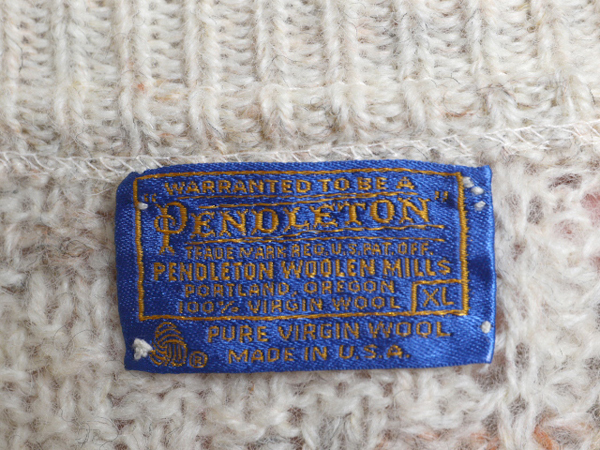 WARRANTED TO BE A
"PENDLETON"
TRADE MARK REG. U.S. PAT. OFF.
PENDLETON WOOLEN MILLS
PORTLAND, OREGON
100% VIRGIN WOOL XL
PURE VIRGIN WOOL.
® MADE IN U.S.A.